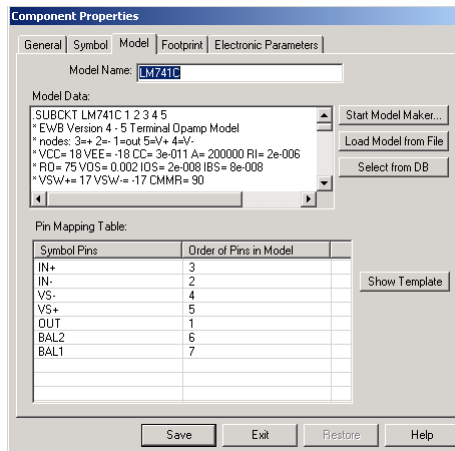 Component Properties
General Symbol Model Footprint Electronic Parameters
Model Name: LM741C
Model Data:
.SUBCKT LM741C 1 2 3 4 5
* EWB Version 4 - 5 Terminal Opamp Model
* nodes: 3=+ 2=- 1=out 5=V+ 4=V-
* VCC= 18 VEE= -18 CC= 3e-011 A= 200000 RI= 2e-006
* RO= 75 VOS= 0.002 IOS= 2e-008 IBS= 8e-008
* VSW+= 17 VSW-= -17 CMMR= 90
Start Model Maker...
Load Model from File
Select from DB
Pin Mapping Table:
Symbol Pins Order of Pins in Model
IN+ 3
IN- 2
VS- 4
VS+ 5
OUT 1
BAL2 6
BAL1 7
Show Template
Save Exit Restore Help